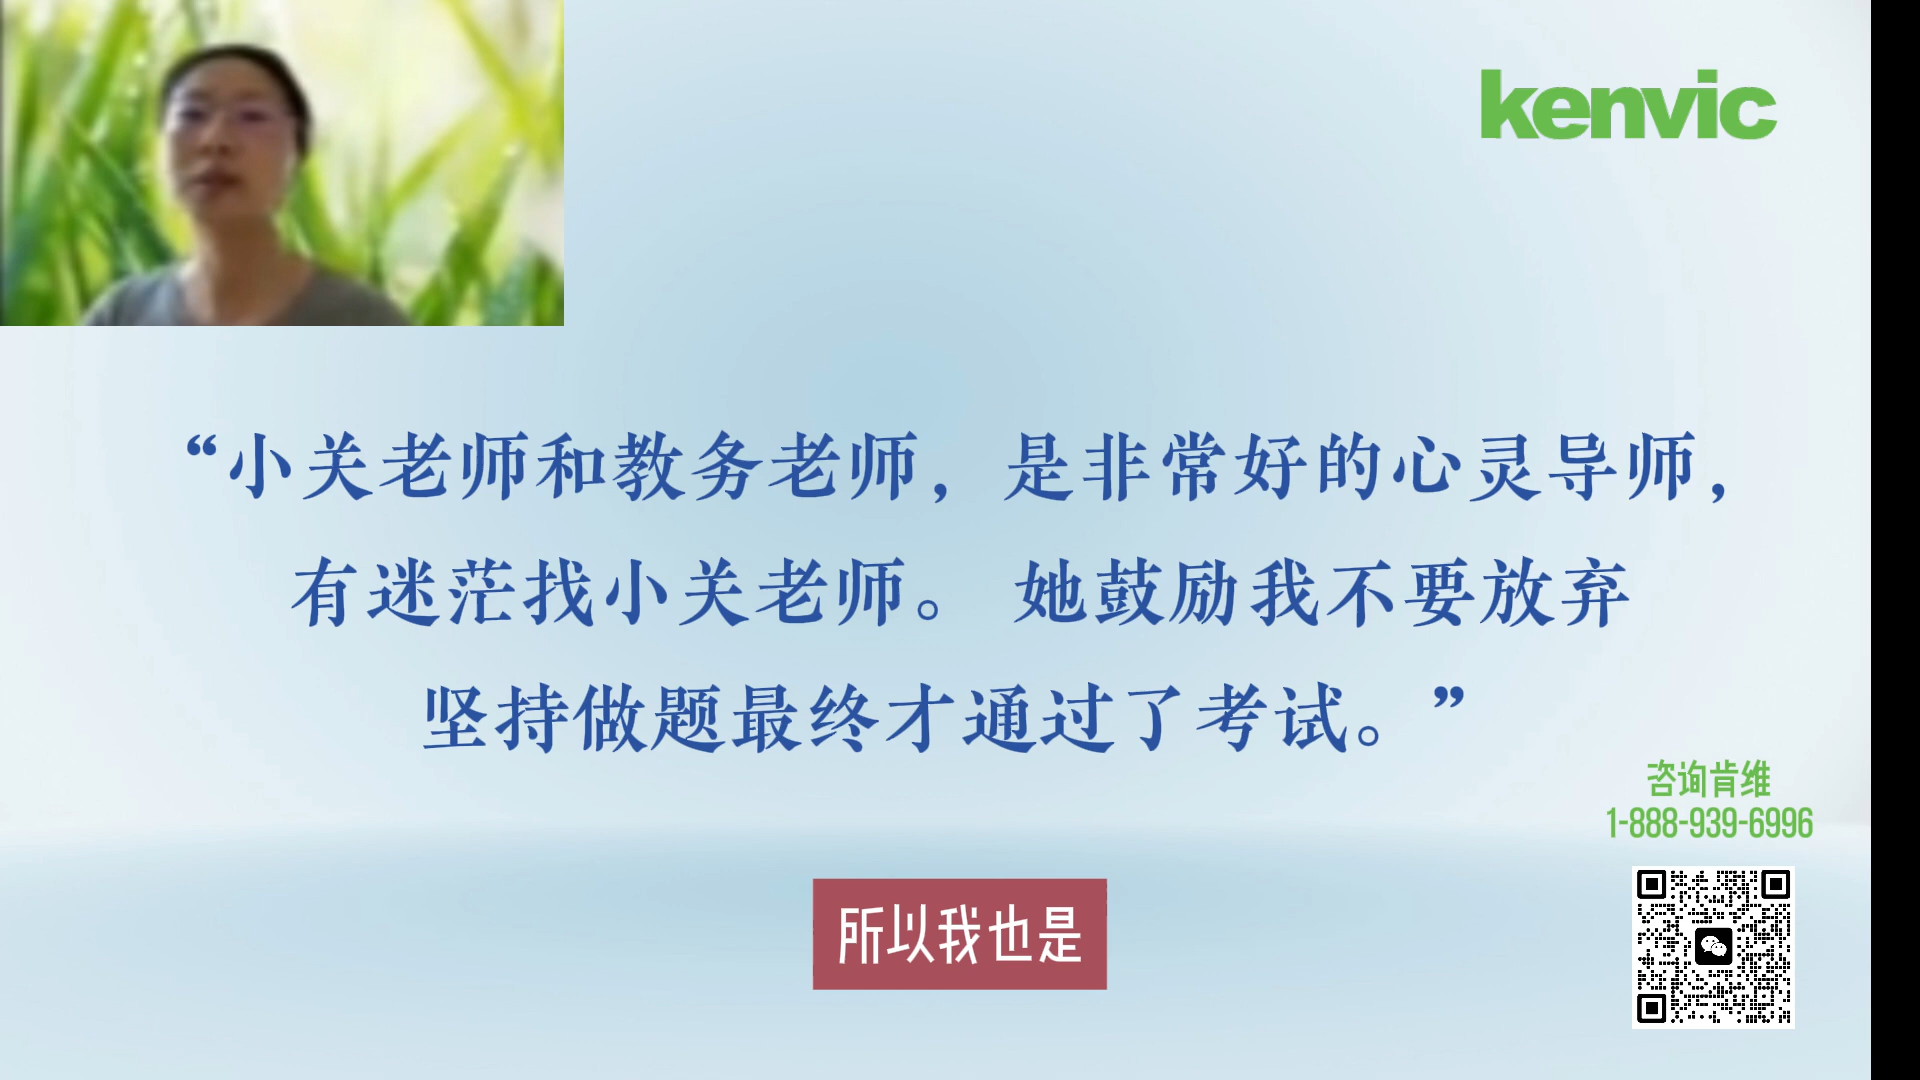 kenvic
“小关老师和教务老师，是非常好的心灵导师，
有迷茫找小关老师。 她鼓励我不要放弃
坚持做题最终才通过了考试。”
咨询肯维
1-888-939-6996
所以我也是